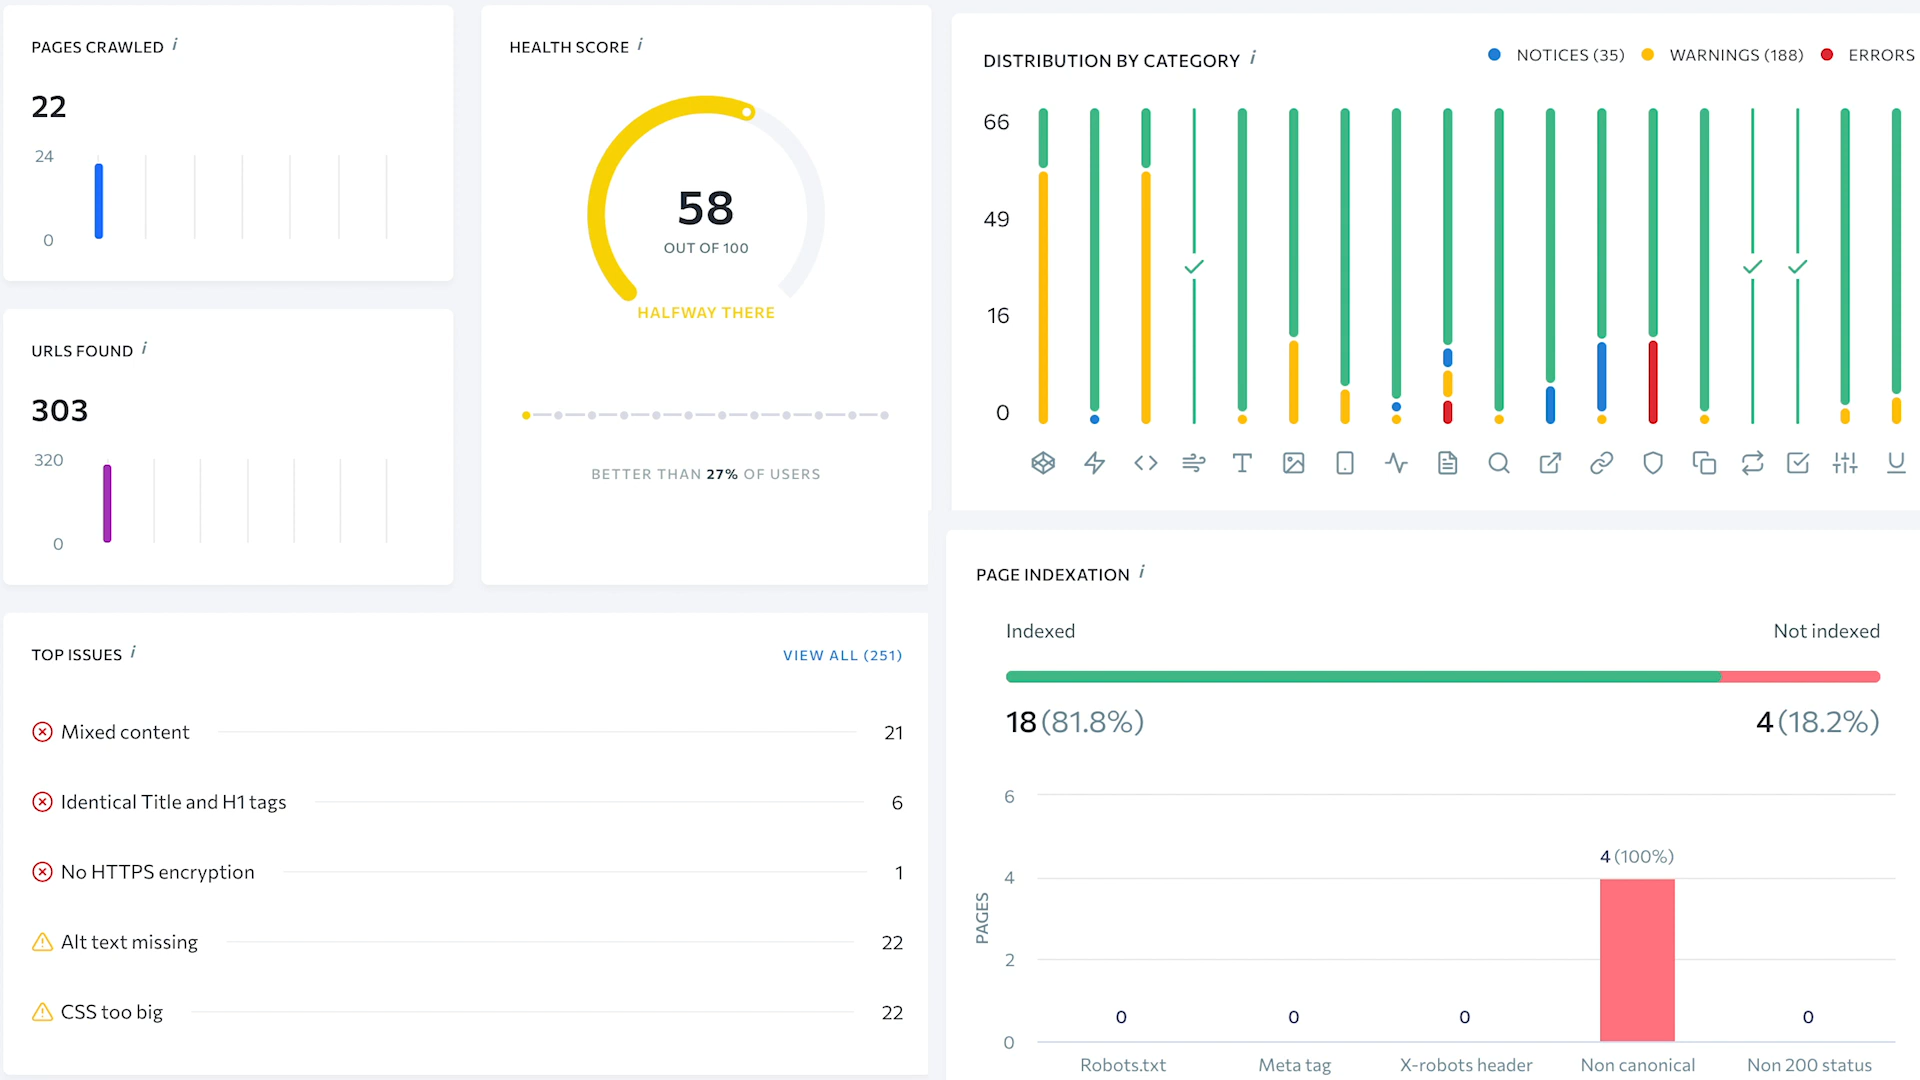 PAGES CRAWLED i
22
24
0
URLS FOUND i
303
320
0
HEALTH SCORE i
58
OUT OF 100
HALFWAY THERE
BETTER THAN 27% OF USERS
TOP ISSUES i
VIEW ALL (251)
Mixed content 21
Identical Title and H1 tags 6
No HTTPS encryption 1
Alt text missing 22
CSS too big 22
DISTRIBUTION BY CATEGORY i
NOTICES (35) WARNINGS (188) ERRORS
66
49
16
0
PAGE INDEXATION i
Indexed Not indexed
18 (81.8%) 4 (18.2%)
PAGES
6
4
2
0
0 0 0 4 (100%) 0
Robots.txt Meta tag X-robots header Non canonical Non 200 status